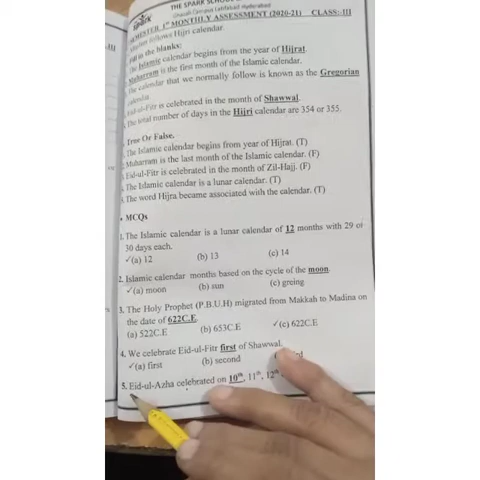 THE SPARK SCHOOL
SEMESTER 1st MONTHLY ASSESSMENT (2020-21) CLASS:-III
follows Hijri calendar.
Fill in the blanks:
The Islamic calendar begins from the year of Hijrat.
Muharram is the first month of the Islamic calendar.
The calendar that we normally follow is known as the Gregorian
calendar
Eid-ul-Fitr is celebrated in the month of Shawwal.
The total number of days in the Hijri calendar are 354 or 355.
True Or False.
The Islamic calendar begins from year of Hijrat. (T)
Muharram is the last month of the Islamic calendar. (F)
Eid-ul-Fitr is celebrated in the month of Zil-Hajj. (F)
The Islamic calendar is a lunar calendar. (T)
The word Hijra became associated with the calendar. (T)
• MCQs
1. The Islamic calendar is a lunar calendar of 12 months with 29 or
30 days each.
✓(a) 12 (b) 13 (c) 14
2. Islamic calendar months based on the cycle of the moon.
✓(a) moon (b) sun (c) greing
3. The Holy Prophet (P.B.U.H) migrated from Makkah to Madina on
the date of 622C.E.
(a) 522C.E (b) 653C.E ✓(c) 622C.E
4. We celebrate Eid-ul-Fitr first of Shawwal.
✓(a) first (b) second
5. Eid-ul-Azha celebrated on 10th, 11th, 12th